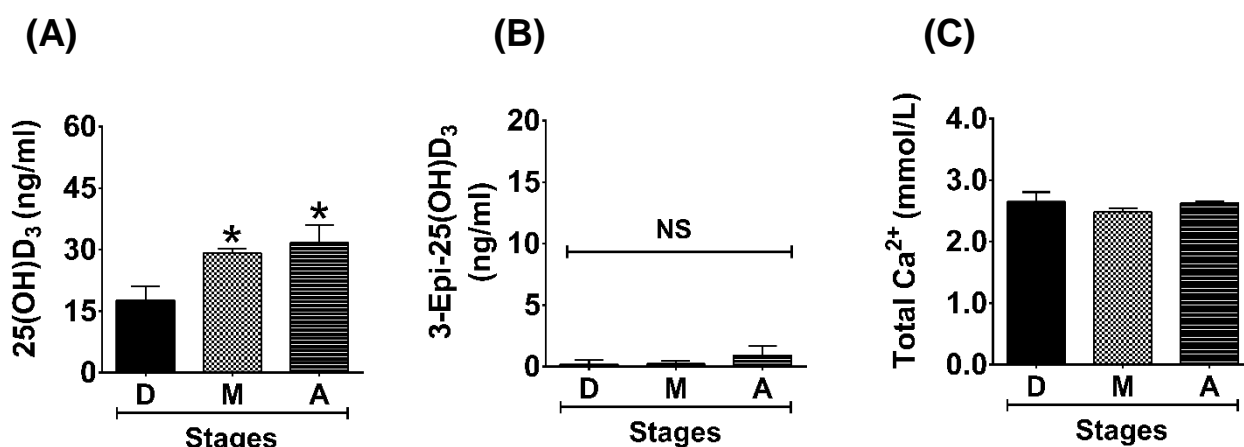 (A)
25(OH)D3 (ng/ml)
60
45
30
15
0
*
*
D M A
Stages
(B)
3-Epi-25(OH)D3
(ng/ml)
20
15
10
5
0
NS
D M A
Stages
(C)
Total Ca2+ (mmol/L)
4.0
3.0
2.0
1.0
0.0
D M A
Stages